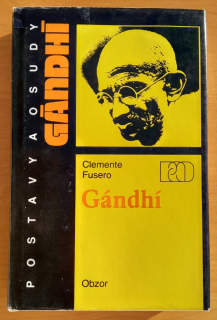 POSTAVY A OSUDY
GÁNDHÍ
Clemente
Fusero
Gándhí
Obzor